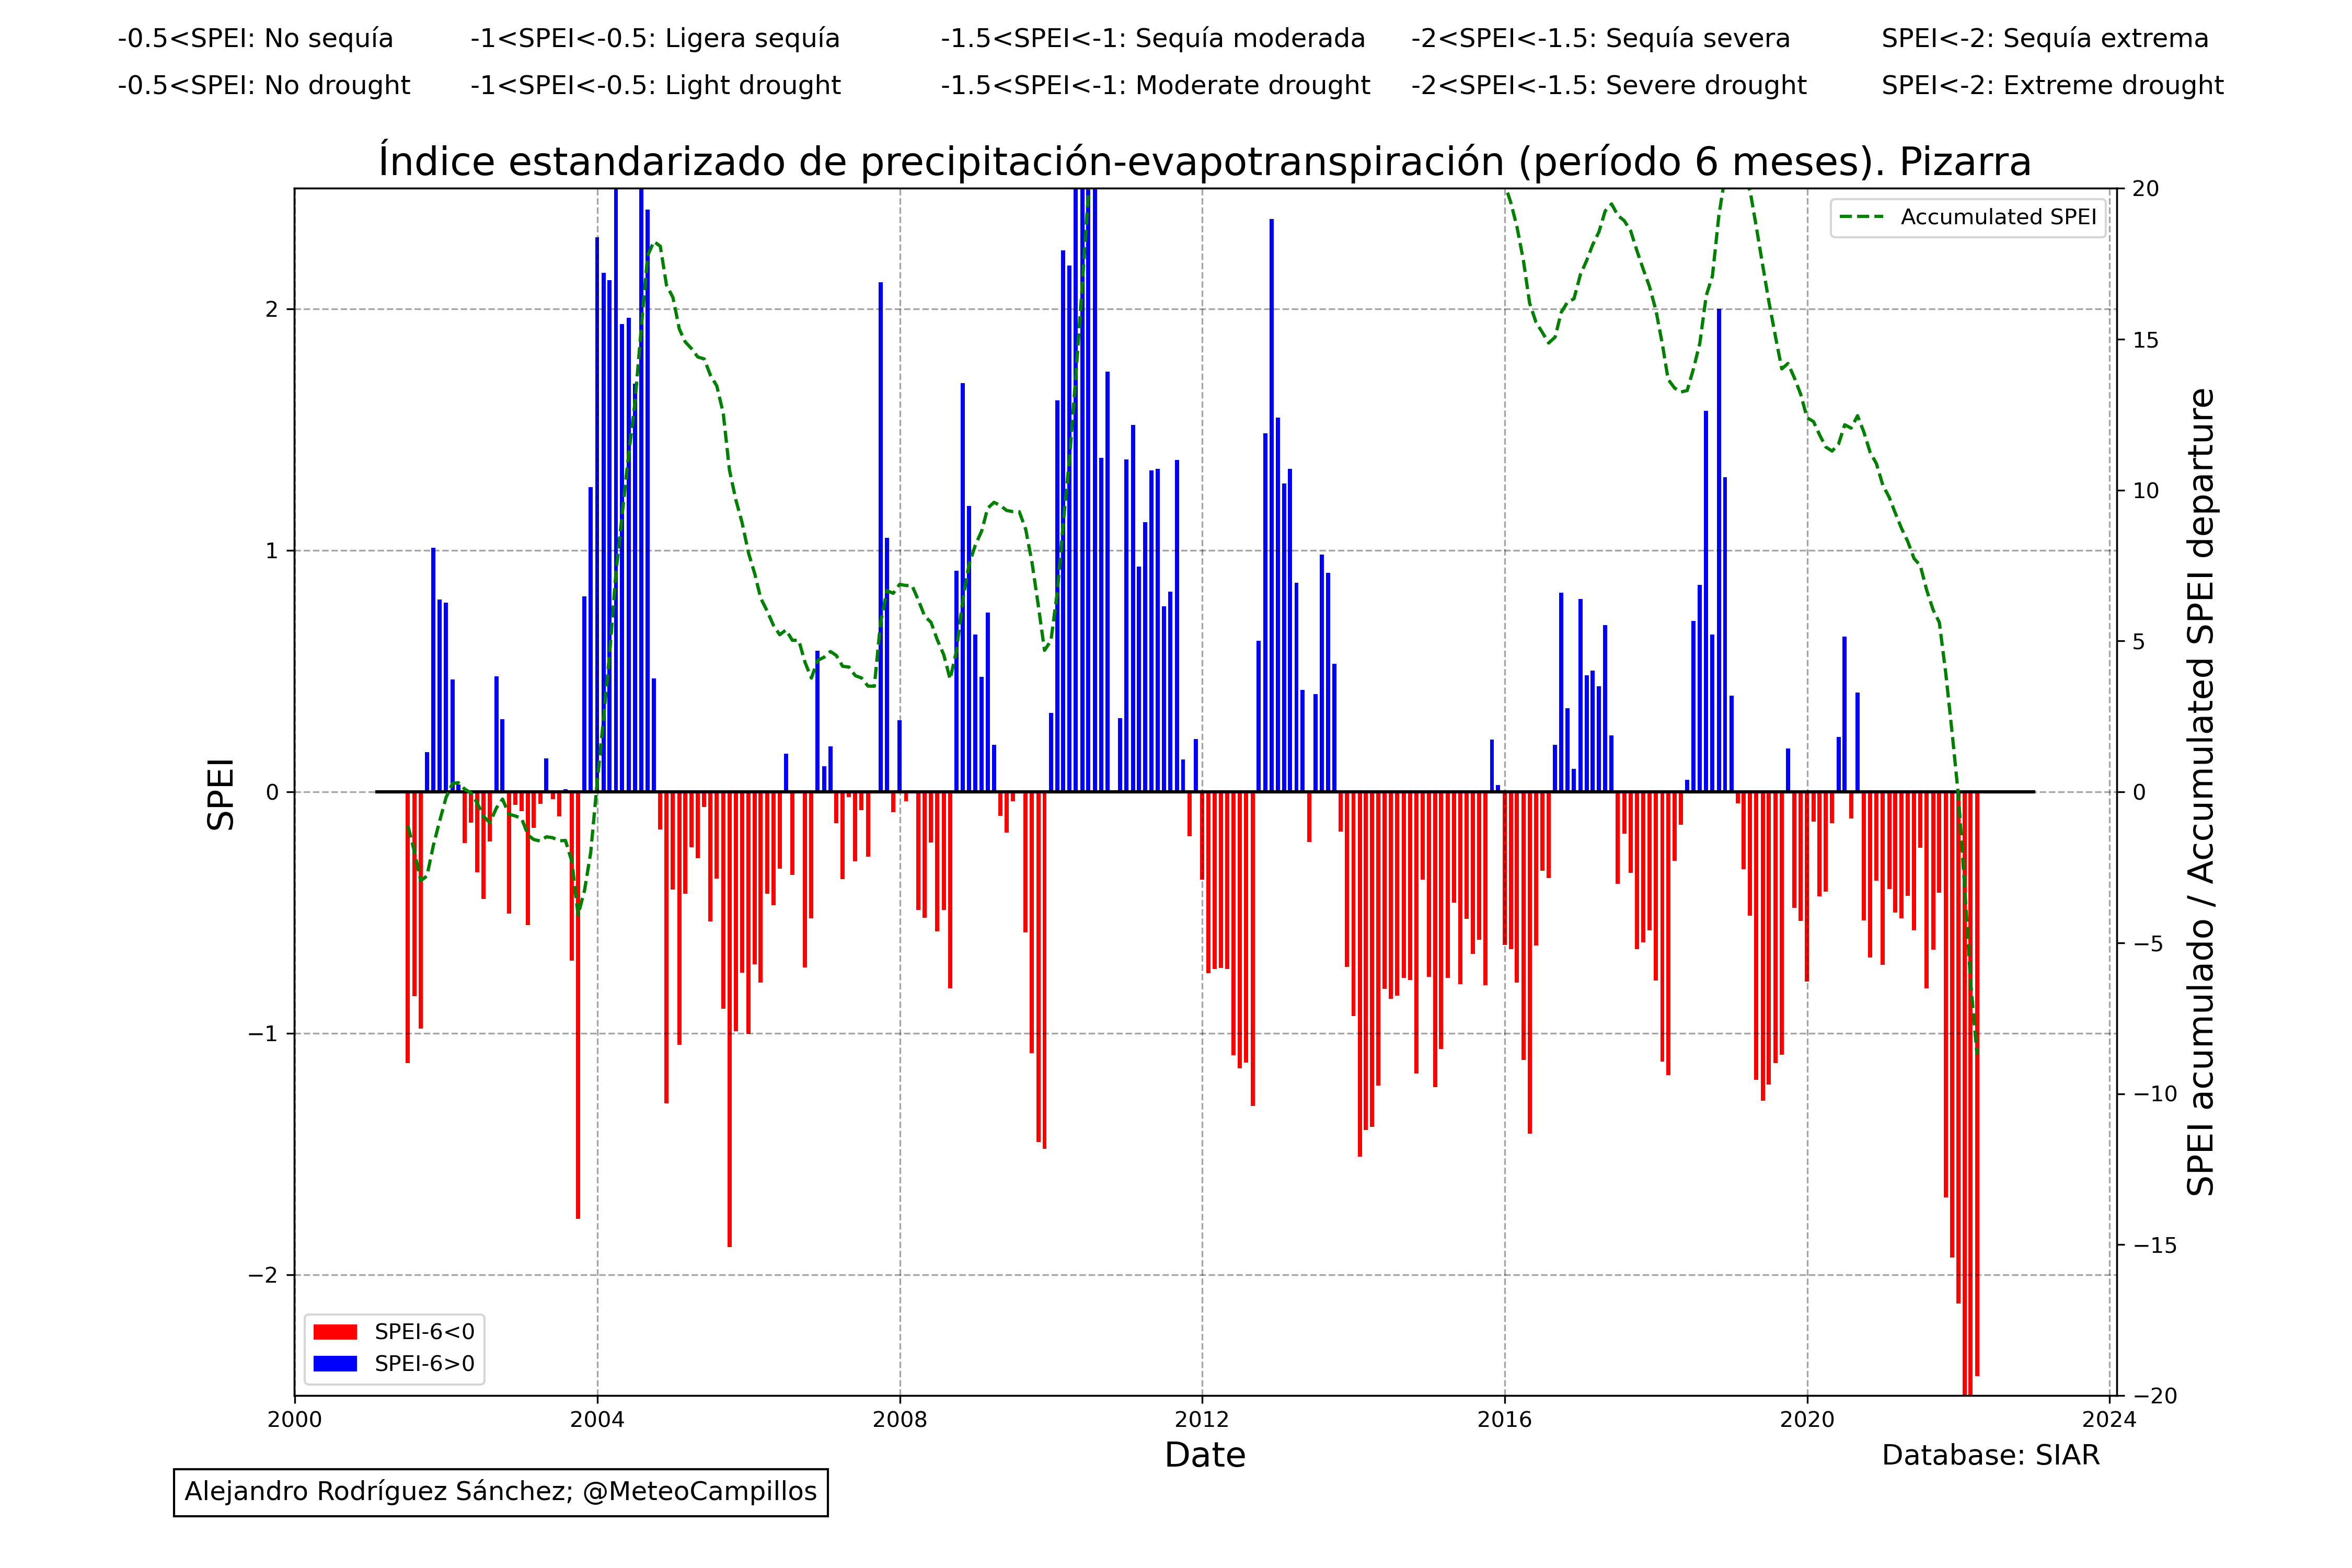 -0.5<SPEI: No sequía -1<SPEI<-0.5: Ligera sequía -1.5<SPEI<-1: Sequía moderada -2<SPEI<-1.5: Sequía severa SPEI<-2: Sequía extrema
-0.5<SPEI: No drought -1<SPEI<-0.5: Light drought -1.5<SPEI<-1: Moderate drought -2<SPEI<-1.5: Severe drought SPEI<-2: Extreme drought
Índice estandarizado de precipitación-evapotranspiración (período 6 meses). Pizarra
Accumulated SPEI
2
1
0
−1
−2
SPEI
20
15
10
5
0
−5
−10
−15
−20
SPEI acumulado / Accumulated SPEI departure
SPEI-6<0
SPEI-6>0
2000 2004 2008 2012 2016 2020 2024
Date
Database: SIAR
Alejandro Rodríguez Sánchez; @MeteoCampillos